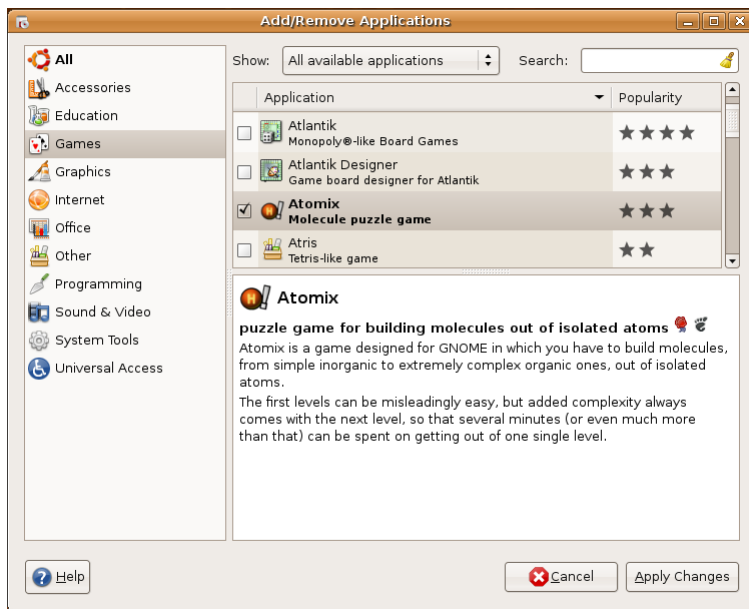 Add/Remove Applications
All
Accessories
Education
Games
Graphics
Internet
Office
Other
Programming
Sound & Video
System Tools
Universal Access
Show: All available applications Search:
Application Popularity
Atlantik
Monopoly®-like Board Games
Atlantik Designer
Game board designer for Atlantik
Atomix
Molecule puzzle game
Atris
Tetris-like game
Atomix
puzzle game for building molecules out of isolated atoms
Atomix is a game designed for GNOME in which you have to build molecules,
from simple inorganic to extremely complex organic ones, out of isolated
atoms.
The first levels can be misleadingly easy, but added complexity always
comes with the next level, so that several minutes (or even much more
than that) can be spent on getting out of one single level.
Help Cancel Apply Changes